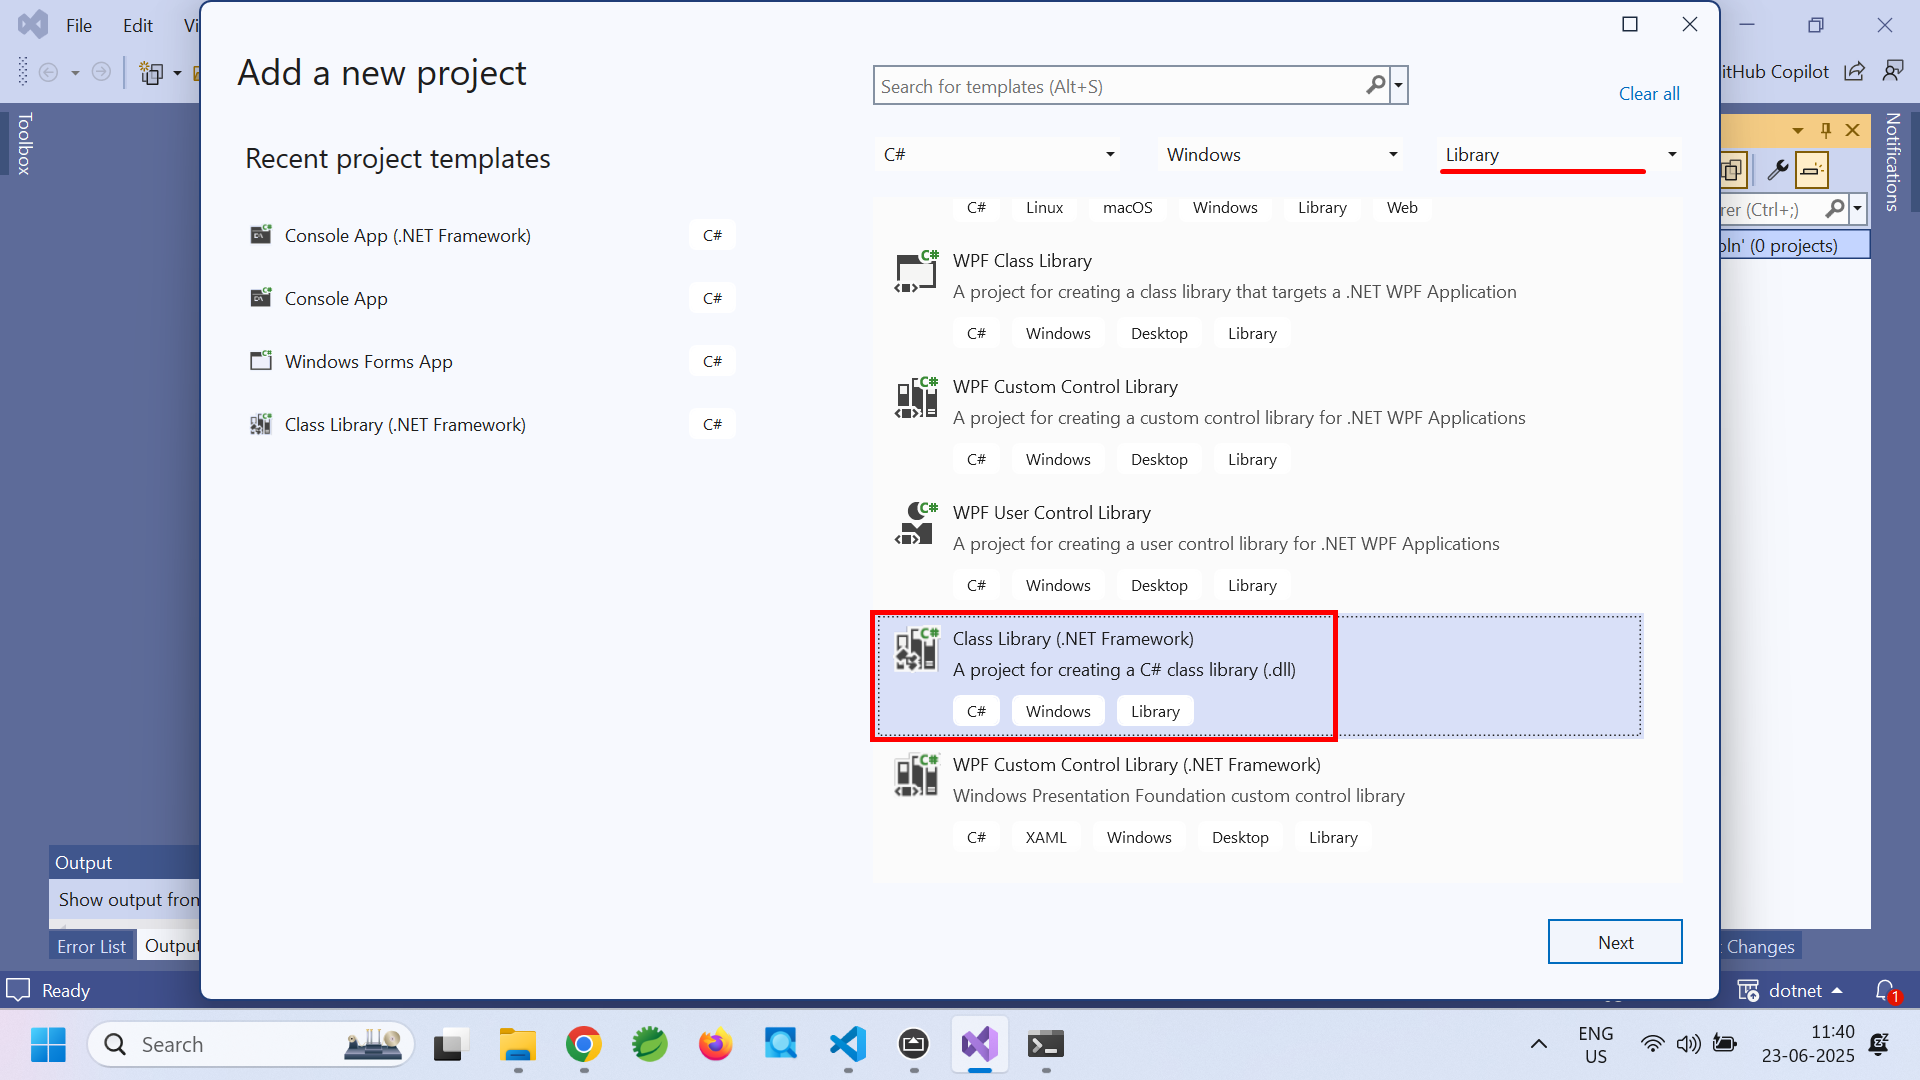 File Edit
Add a new project
Search for templates (Alt+S)
Clear all
itHub Copilot
Toolbox
Notifications
Recent project templates
C# Windows Library
Console App (.NET Framework) C#
Console App C#
Windows Forms App C#
Class Library (.NET Framework) C#
C# Linux macOS Windows Library Web
WPF Class Library
A project for creating a class library that targets a .NET WPF Application
C# Windows Desktop Library
WPF Custom Control Library
A project for creating a custom control library for .NET WPF Applications
C# Windows Desktop Library
WPF User Control Library
A project for creating a user control library for .NET WPF Applications
C# Windows Desktop Library
Class Library (.NET Framework)
A project for creating a C# class library (.dll)
C# Windows Library
WPF Custom Control Library (.NET Framework)
Windows Presentation Foundation custom control library
C# XAML Windows Desktop Library
Next
rer (Ctrl+;)
oln' (0 projects)
Output
Show output from
Error List Output
Changes
Ready
dotnet
1
Search
ENG
US
11:40
23-06-2025